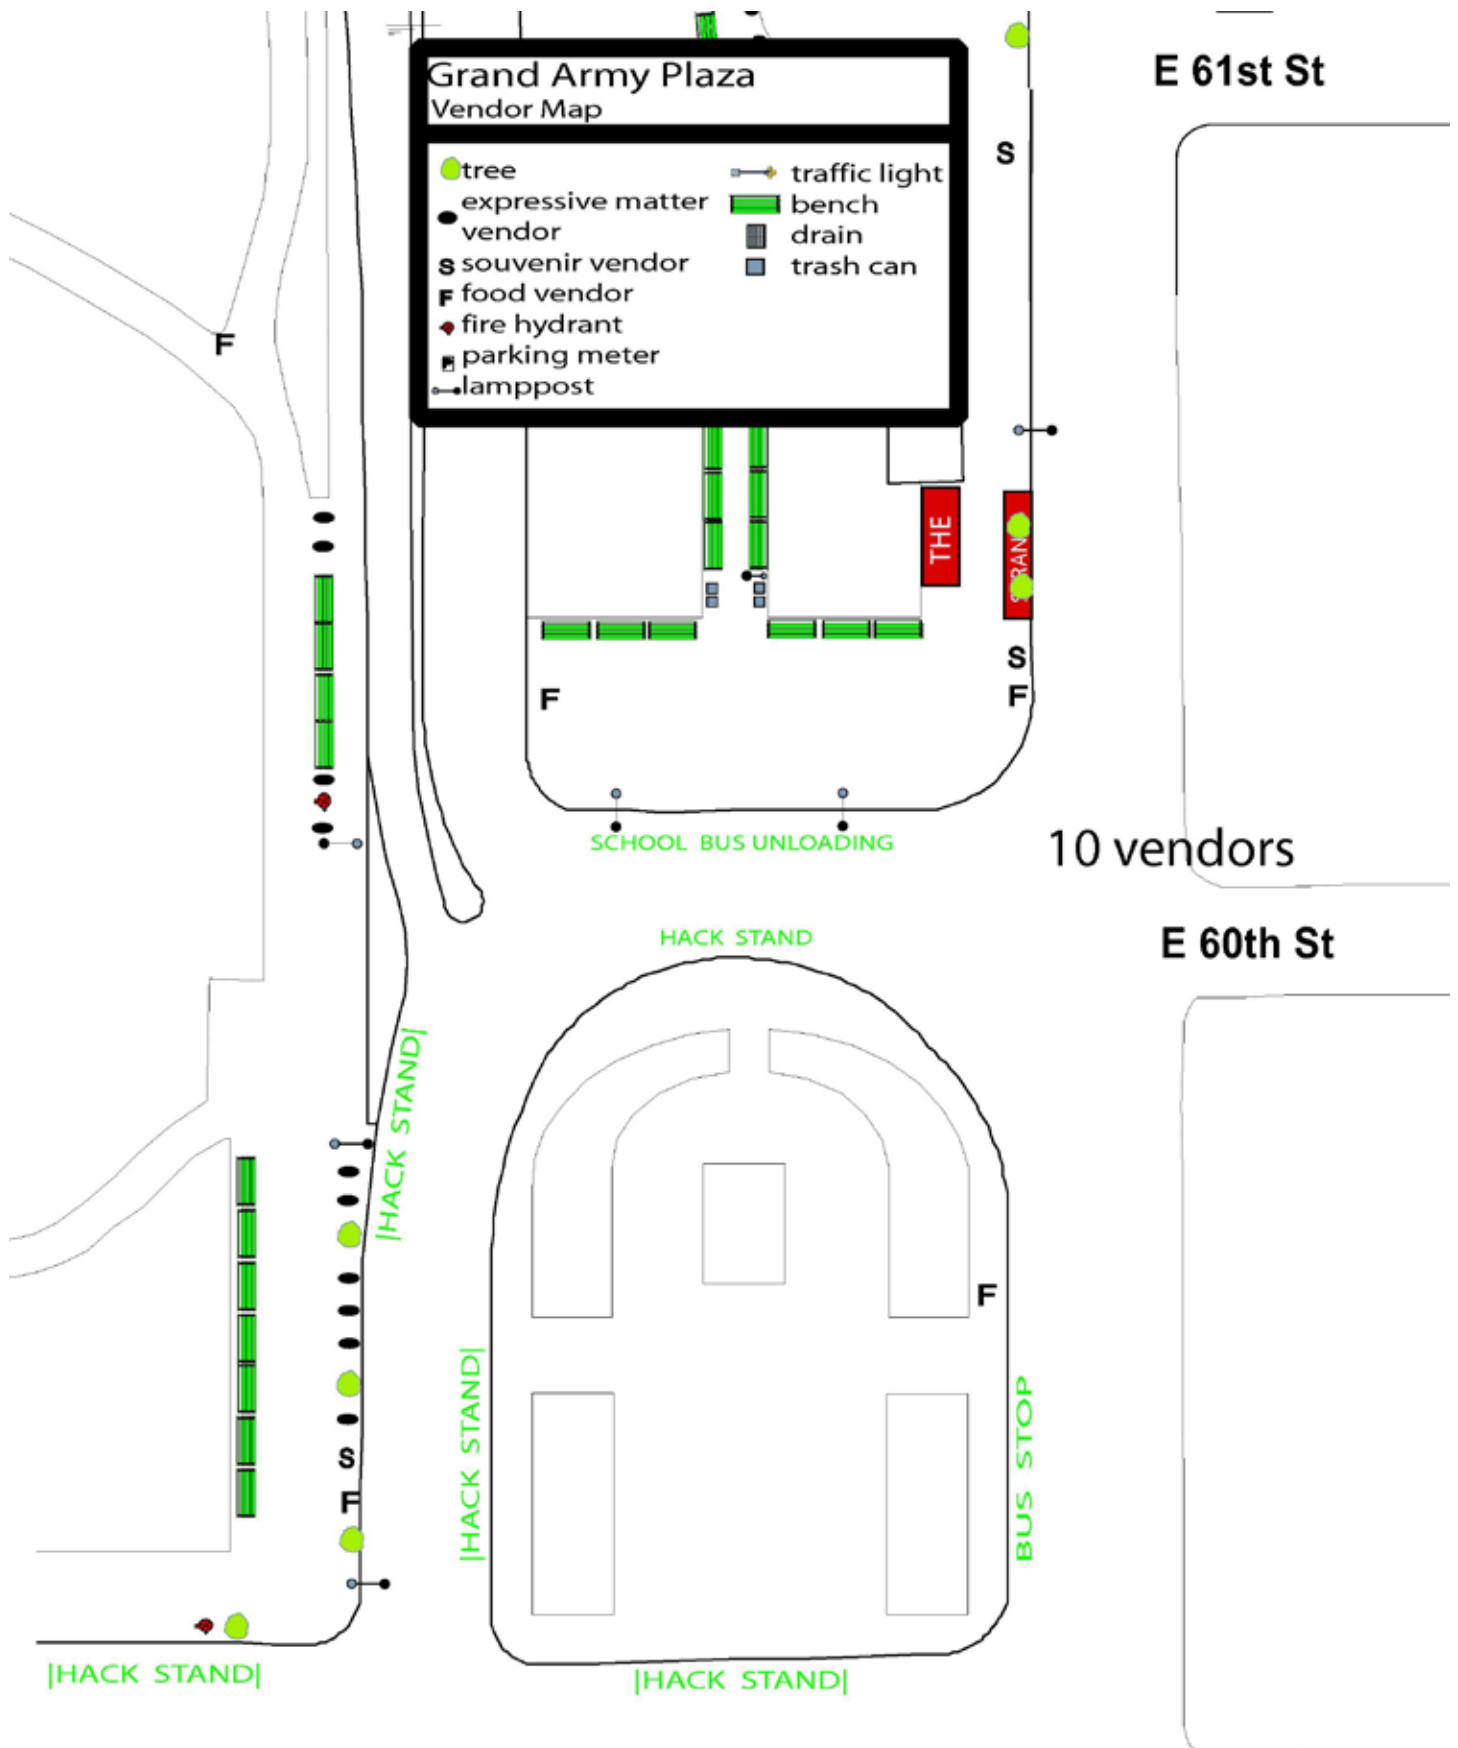 E 61st St
Grand Army Plaza
Vendor Map
S
tree
traffic light
expressive matter
vendor
bench
drain
S souvenir vendor
trash can
F food vendor
fire hydrant
parking meter
lamppost
F
THE
S
F
F
SCHOOL BUS UNLOADING
10 vendors
HACK STAND
E 60th St
|HACK STAND|
F
|HACK STAND|
BUS STOP
S
F
|HACK STAND|
|HACK STAND|